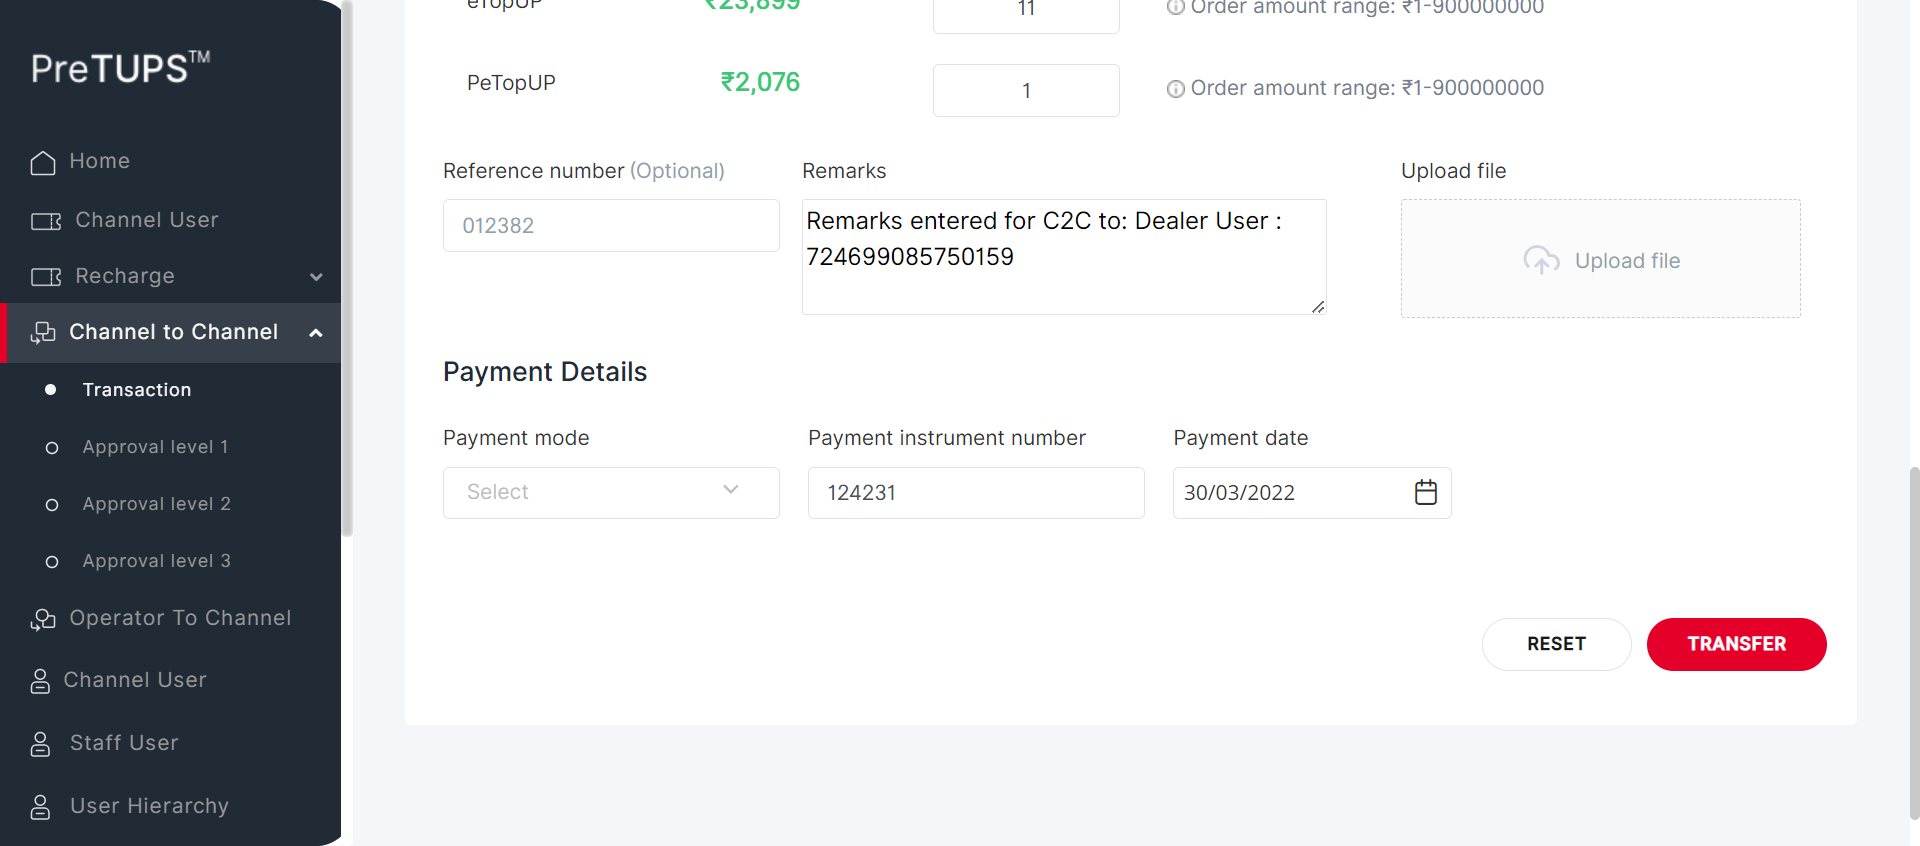 PreTUPS™
Home
Channel User
Recharge
Channel to Channel
Transaction
Approval level 1
Approval level 2
Approval level 3
Operator To Channel
Channel User
Staff User
User Hierarchy
eTopUP ₹23,899 11 Order amount range: ₹1-900000000
PeTopUP ₹2,076 1 Order amount range: ₹1-900000000
Reference number (Optional) Remarks Upload file
012382
Remarks entered for C2C to: Dealer User :
724699085750159
Upload file
Payment Details
Payment mode Payment instrument number Payment date
Select 124231 30/03/2022
RESET TRANSFER